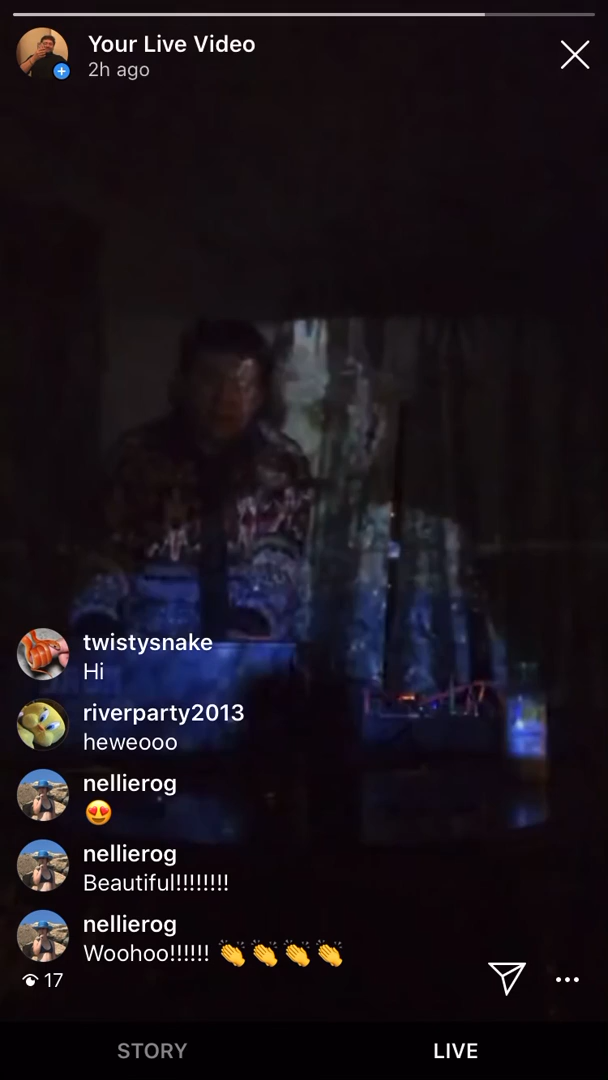 Your Live Video
2h ago
twistysnake
Hi
riverparty2013
heweooo
nellierog
😍
nellierog
Beautiful!!!!!!!!
nellierog
Woohoo!!!!!! 👏 👏 👏 👏
17
STORY
LIVE